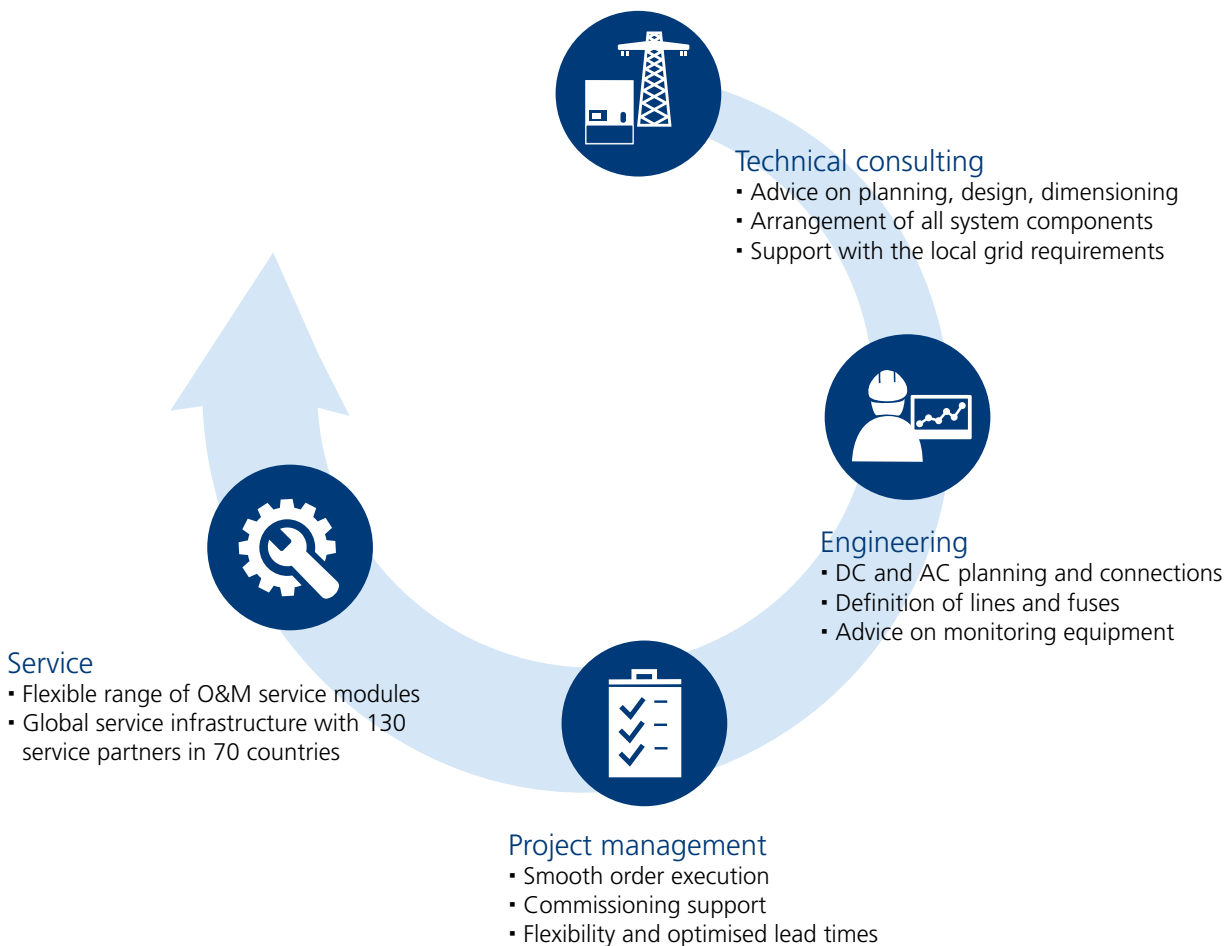 Technical consulting
▪ Advice on planning, design, dimensioning
▪ Arrangement of all system components
▪ Support with the local grid requirements
Engineering
▪ DC and AC planning and connections
▪ Definition of lines and fuses
▪ Advice on monitoring equipment
Service
▪ Flexible range of O&M service modules
▪ Global service infrastructure with 130
service partners in 70 countries
Project management
▪ Smooth order execution
▪ Commissioning support
▪ Flexibility and optimised lead times